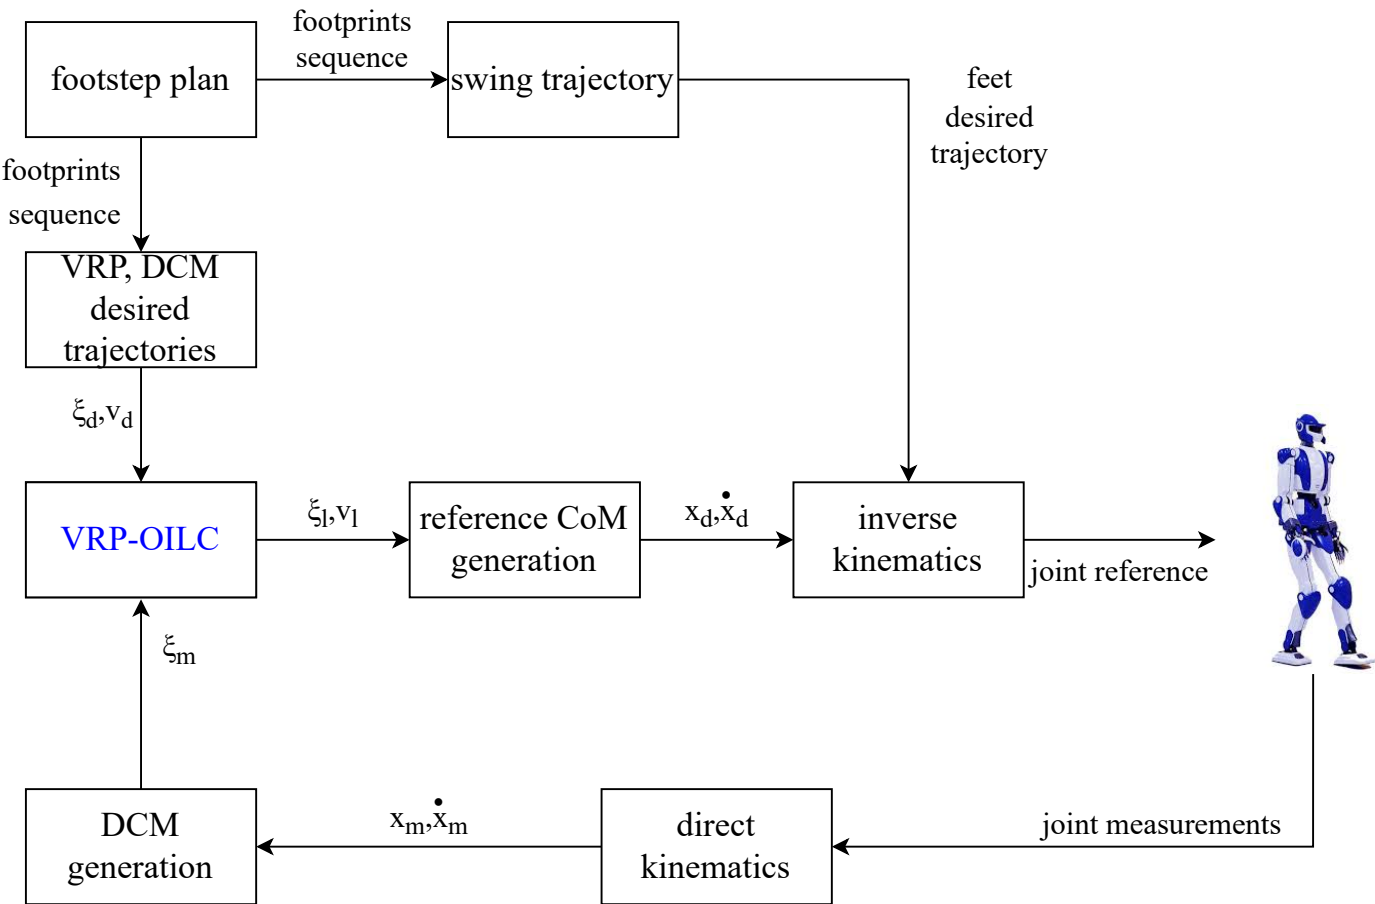 footstep plan
footprints
sequence
swing trajectory
feet
desired
trajectory
footprints
sequence
VRP, DCM
desired
trajectories
ξd,vd
VRP-OILC
ξl,vl
reference CoM
generation
xd,ẋd
inverse
kinematics
joint reference
ξm
DCM
generation
xm,ẋm
direct
kinematics
joint measurements